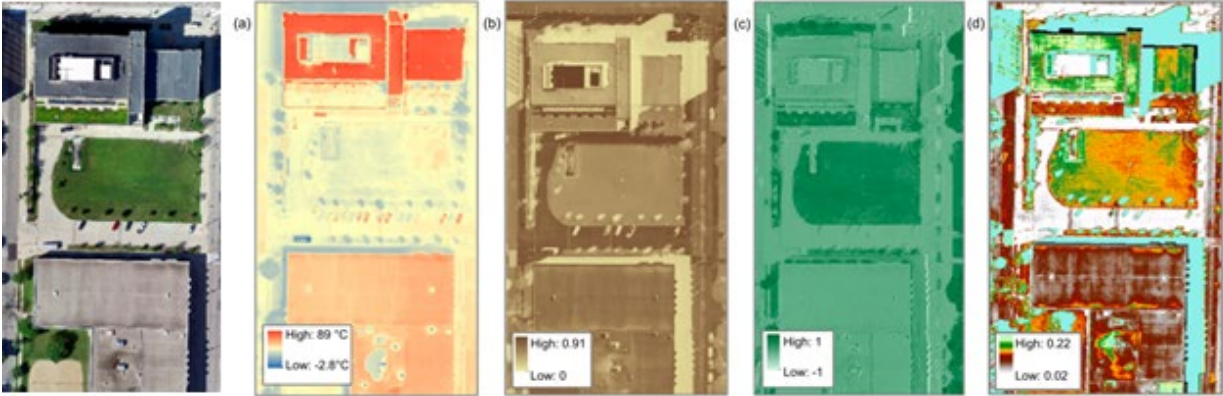 (a)
(b)
(c)
(d)
High: 89 °C
Low: -2.8°C
High: 0.91
Low: 0
High: 1
Low: -1
High: 0.22
Low: 0.02